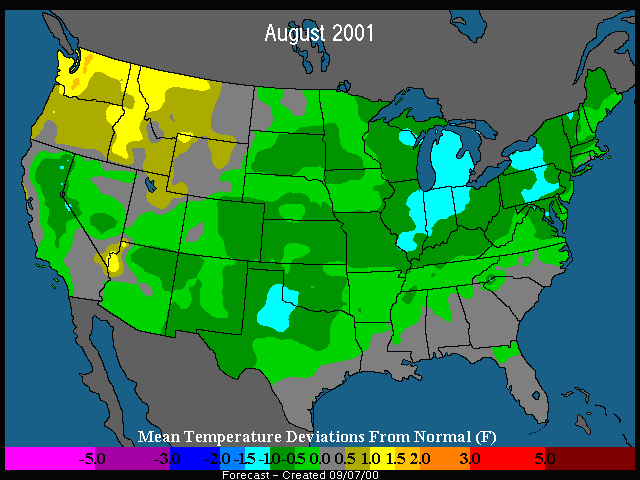 August 2001
Mean Temperature Deviations From Normal (F)
-5.0 -3.0 -2.0 -1.5 -1.0 -0.5 0.0 0.5 1.0 1.5 2.0 3.0 5.0
Forecast - Created 09/07/00